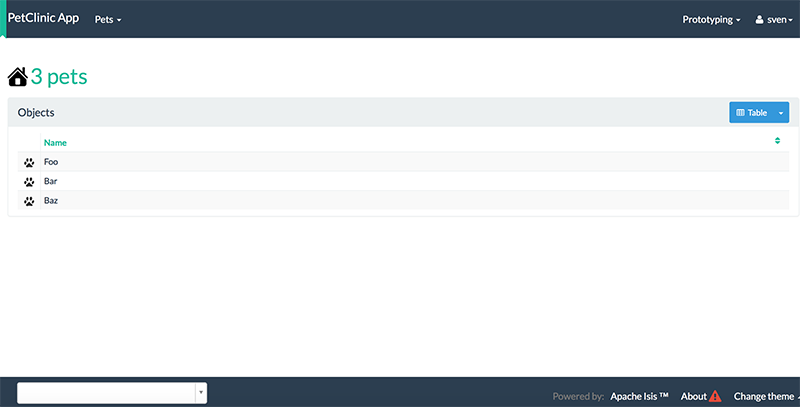 PetClinic App Pets Prototyping sven
3 pets
Objects Table
Name
Foo
Bar
Baz
Powered by: Apache Isis ™ About Change theme